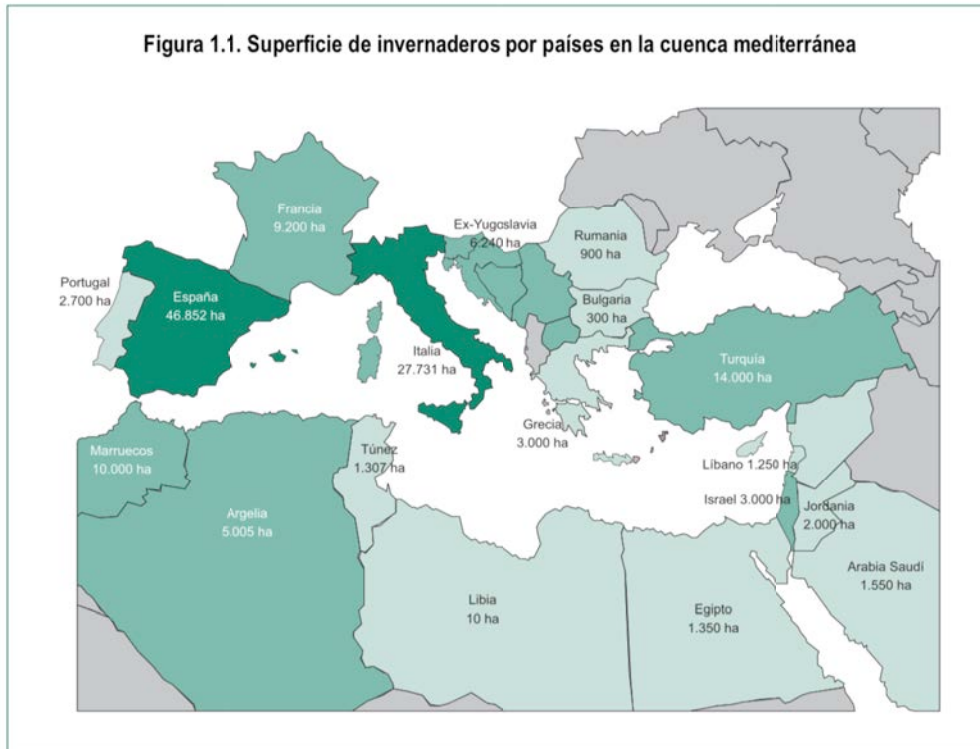 Figura 1.1. Superficie de invernaderos por países en la cuenca mediterránea
Francia
9.200 ha
Ex-Yugoslavia
6.240 ha
Rumania
900 ha
Portugal
2.700 ha
España
46.852 ha
Bulgaria
300 ha
Italia
27.731 ha
Turquía
14.000 ha
Grecia
3.000 ha
Marruecos
10.000 ha
Túnez
1.307 ha
Líbano 1.250 ha
Israel 3.000 ha
Jordania
2.000 ha
Argelia
5.005 ha
Arabia Saudí
1.550 ha
Libia
10 ha
Egipto
1.350 ha